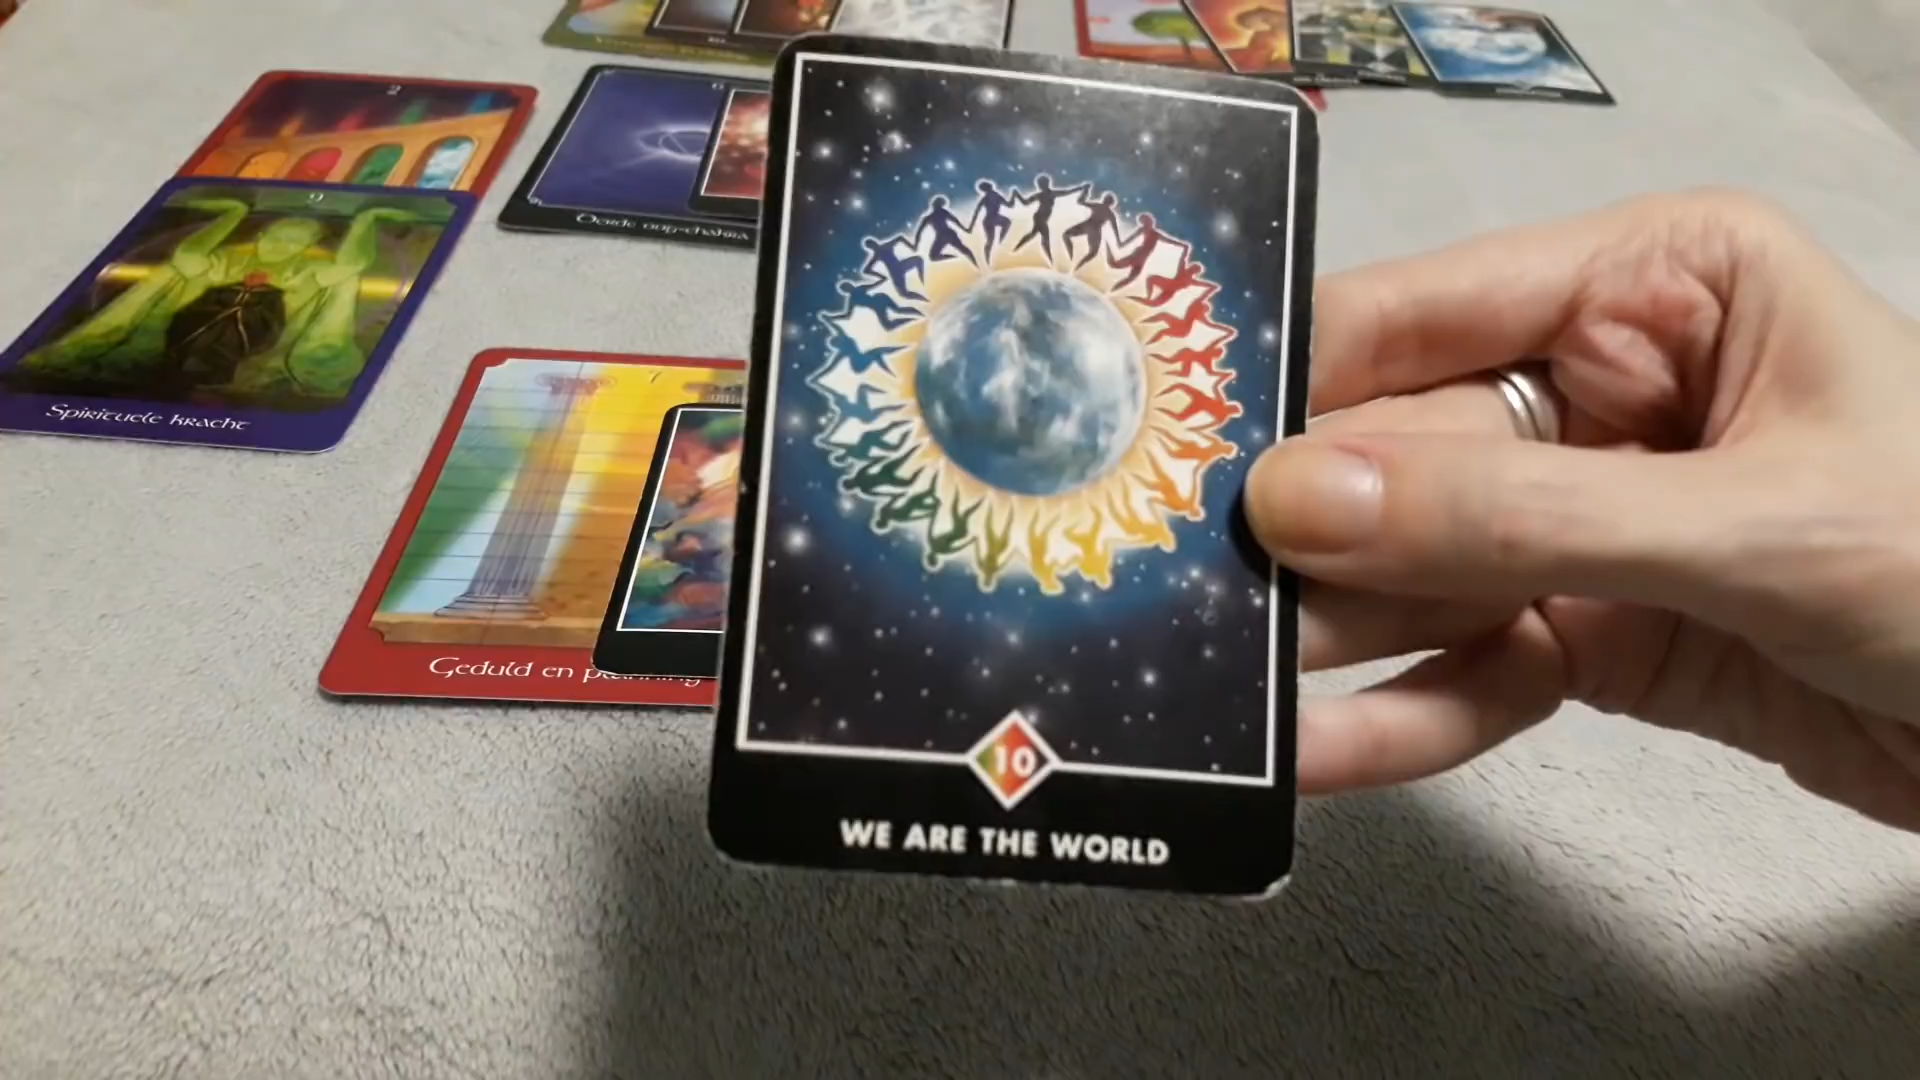 2
9
Spirituele kracht
Derde oog-chakra
7
Geduld en planning
10
WE ARE THE WORLD